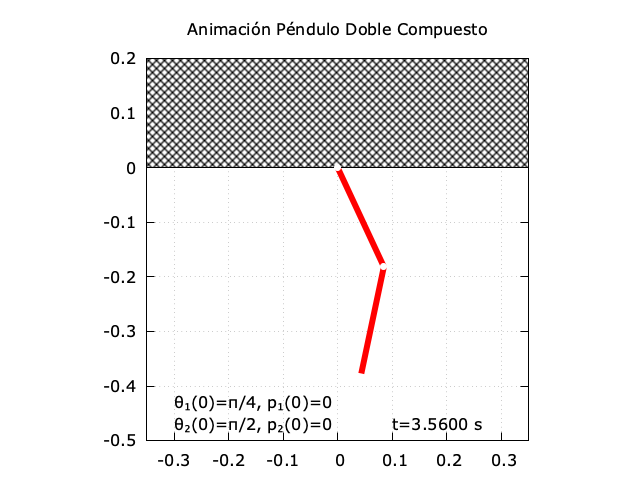 Animación Péndulo Doble Compuesto
0.2
0.1
0
-0.1
-0.2
-0.3
-0.4
-0.5
θ₁(0)=π/4, p₁(0)=0
θ₂(0)=π/2, p₂(0)=0
t=3.5600 s
-0.3 -0.2 -0.1 0 0.1 0.2 0.3